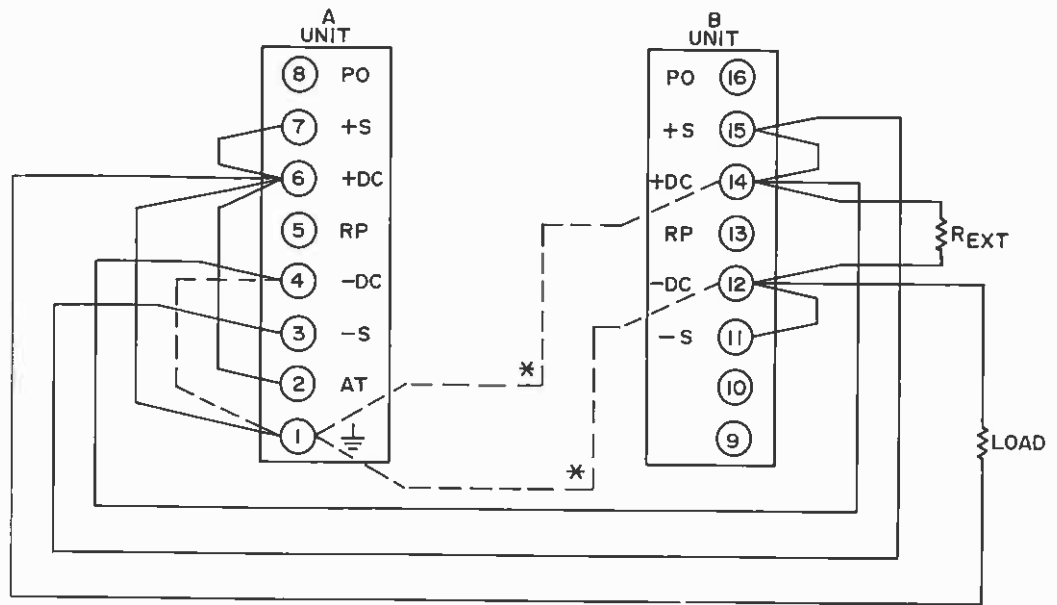 A
UNIT
8 PO
7 +S
6 +DC
5 RP
4 -DC
3 -S
2 AT
1
B
UNIT
PO 16
+S 15
+DC 14
RP 13
-DC 12
-S 11
10
9
REXT
LOAD
*
*